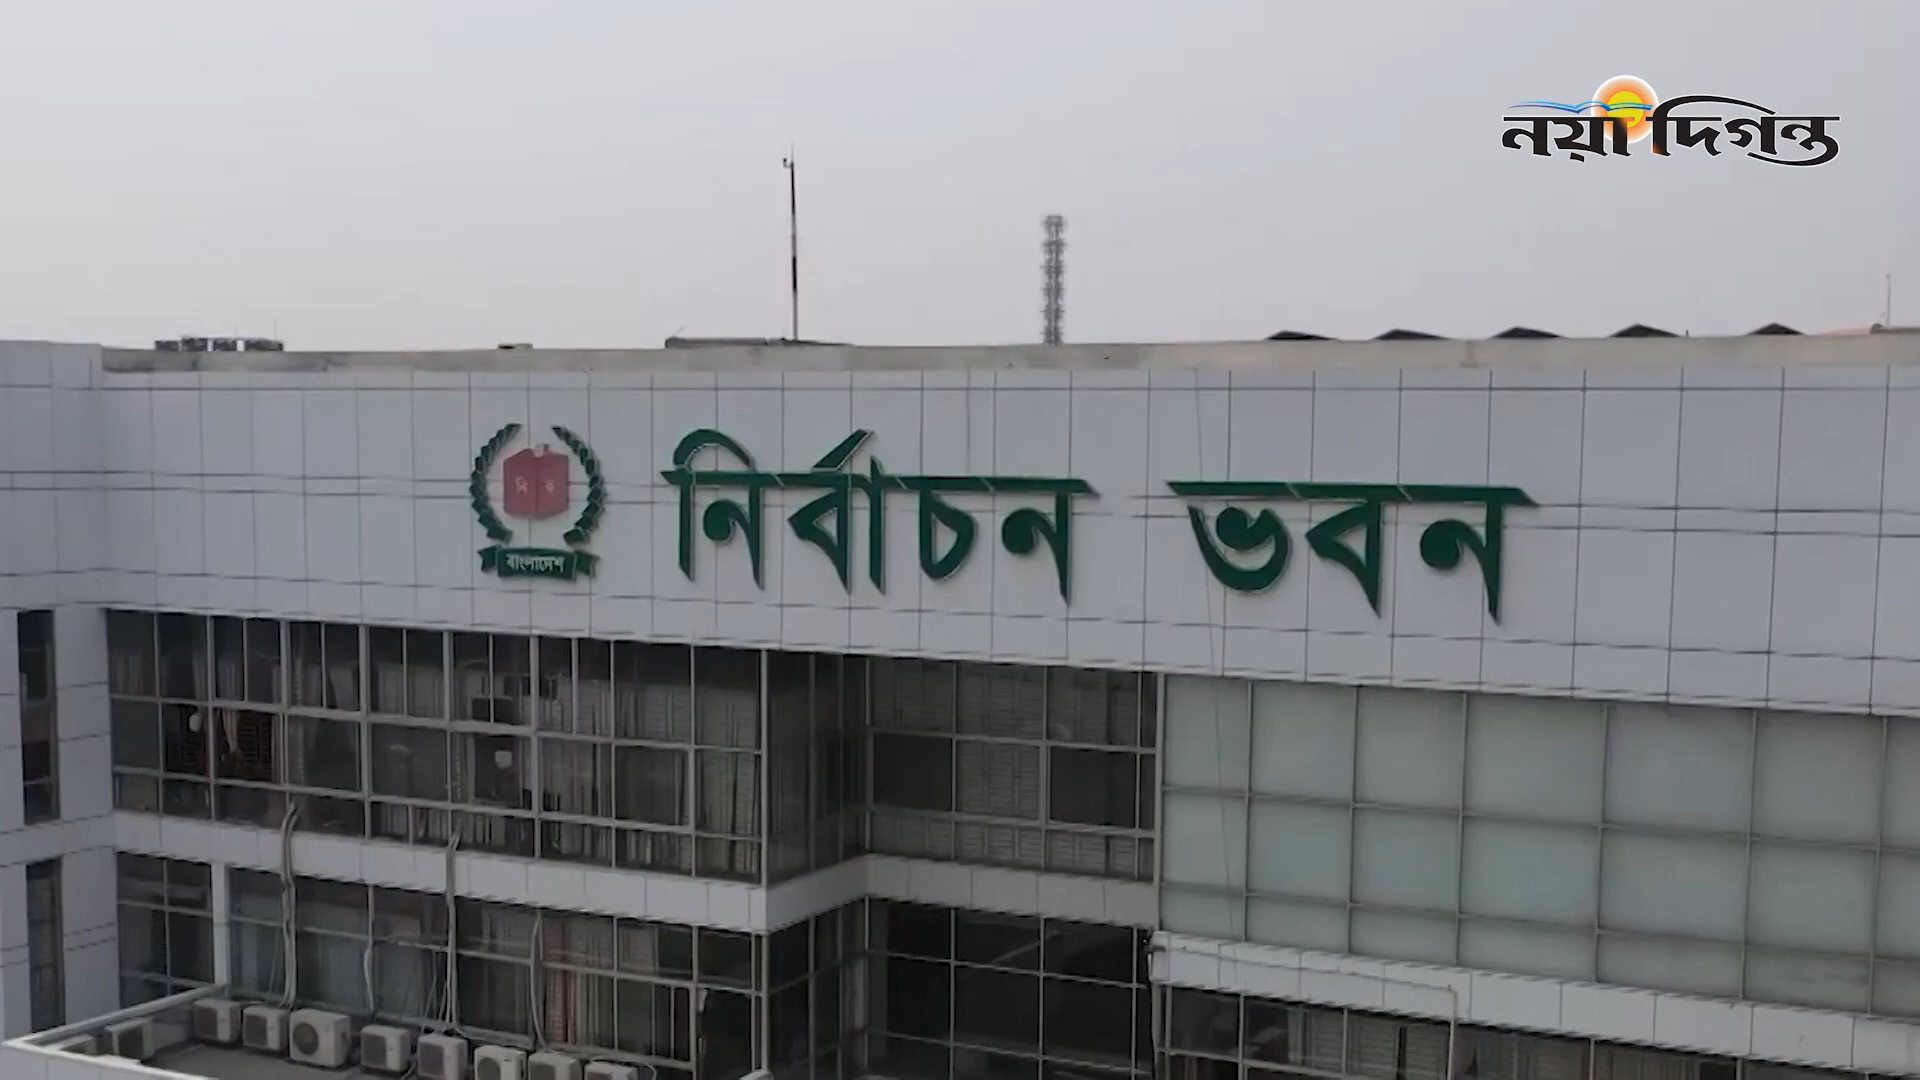 নয়া দিগন্ত
নির্বাচন ভবন
নি ক
বাংলাদেশ